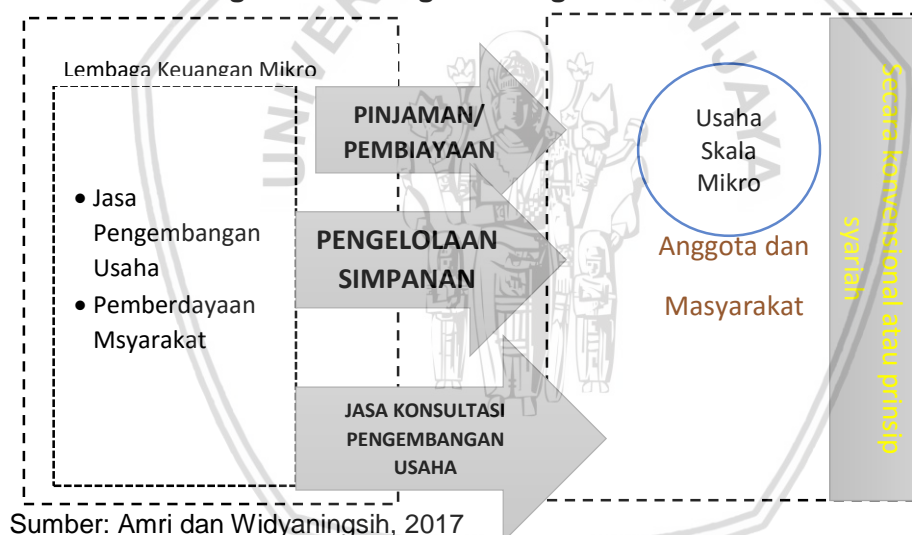 Lembaga Keuangan Mikro
• Jasa
Pengembangan
Usaha
• Pemberdayaan
Msyarakat
PINJAMAN/
PEMBIAYAAN
PENGELOLAAN
SIMPANAN
JASA KONSULTASI
PENGEMBANGAN
USAHA
Usaha
Skala
Mikro
Anggota dan
Masyarakat
Secara konvensional atau prinsip
syariah
Sumber: Amri dan Widyaningsih, 2017